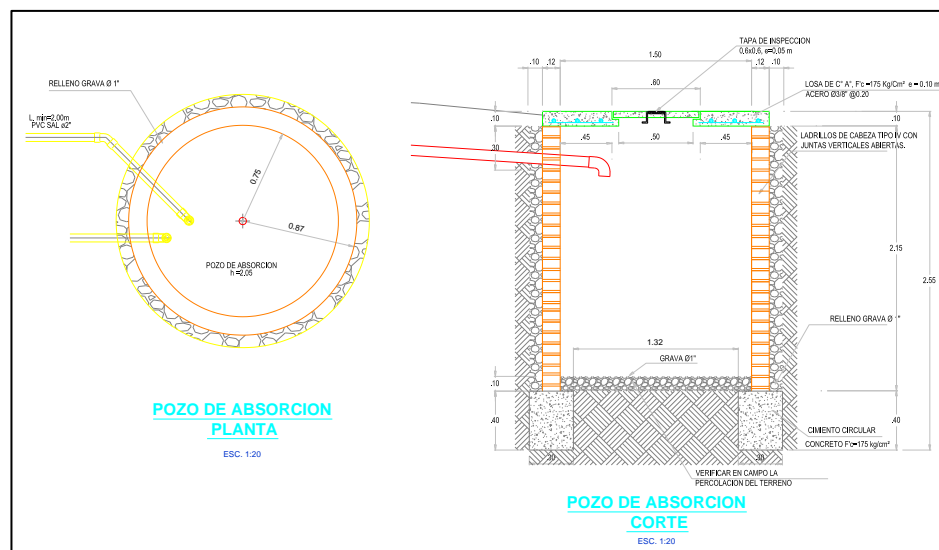 RELLENO GRAVA Ø 1"
L, min=2,00m
PVC SAL ø2"
0.75
0.87
POZO DE ABSORCION
h =2,05
POZO DE ABSORCION
PLANTA
ESC. 1:20
TAPA DE INSPECCION
0,6x0,6, e=0,05 m
1.50
.10
.12
.12
.10
.60
LOSA DE C° A°, F'c =175 Kg/Cm² e = 0.10 m
ACERO Ø3/8" @0.20
.10
.30
.45
.50
.45
LADRILLOS DE CABEZA TIPO IV CON
JUNTAS VERTICALES ABIERTAS.
2.15
2.55
RELLENO GRAVA Ø 1"
1.32
GRAVA Ø1"
.10
.40
.40
CIMIENTO CIRCULAR
CONCRETO F'c=175 kg/cm²
.30
.30
VERIFICAR EN CAMPO LA
PERCOLACION DEL TERRENO
POZO DE ABSORCION
CORTE
ESC. 1:20